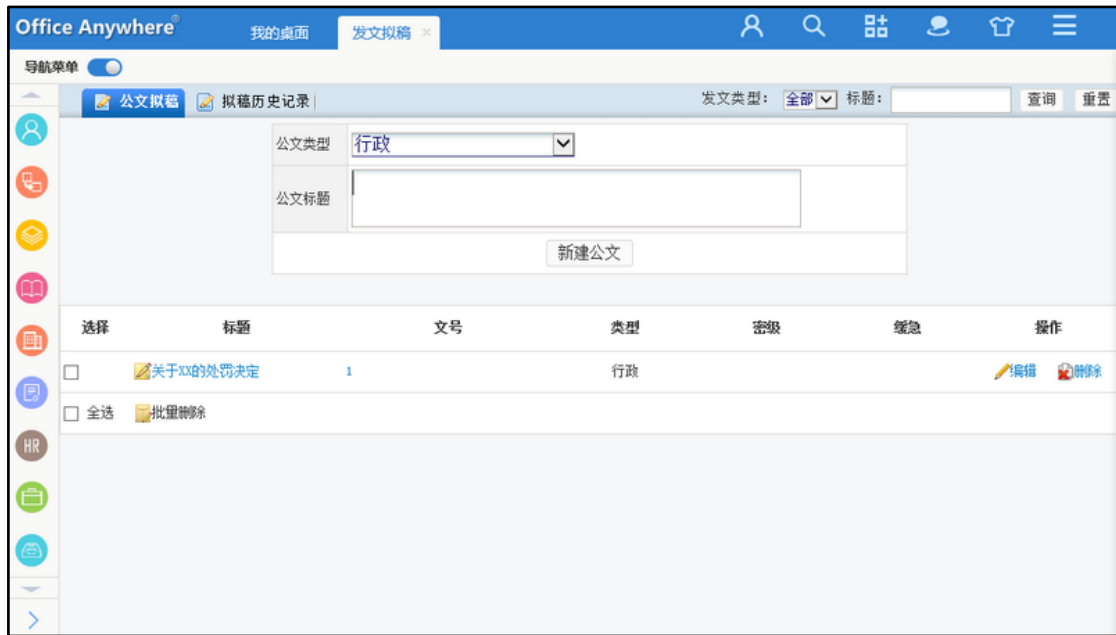 Office Anywhere® 我的桌面 发文拟稿 ×
导航菜单
公文拟稿 拟稿历史记录 发文类型: 全部 标题: 查询 重置
公文类型 行政
公文标题
新建公文
选择 标题 文号 类型 密级 缓急 操作
关于XX的处罚决定 1 行政 编辑 删除
全选 批量删除
HR